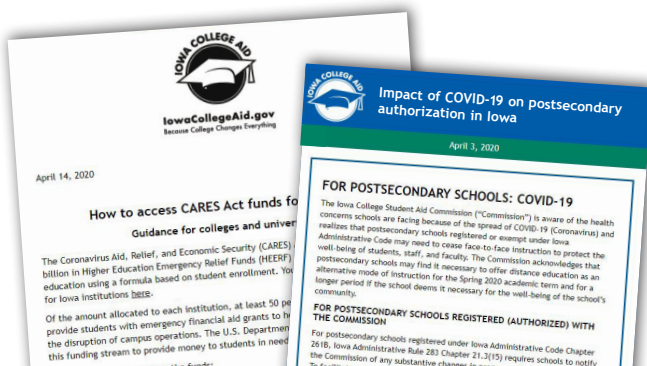 IOWA COLLEGE AID
IowaCollegeAid.gov
Because College Changes Everything
April 14, 2020
How to access CARES Act funds fo
Guidance for colleges and univer
The Coronavirus Aid, Relief, and Economic Security (CARES)
billion in Higher Education Emergency Relief Funds (HEERF)
education using a formula based on student enrollment. You
for Iowa institutions here.
Of the amount allocated to each institution, at least 50 pe
provide students with emergency financial aid grants to he
the disruption of campus operations. The U.S. Department
this funding stream to provide money to students in need
the funds:
IOWA COLLEGE AID
Impact of COVID-19 on postsecondary
authorization in Iowa
April 3, 2020
FOR POSTSECONDARY SCHOOLS: COVID-19
The Iowa College Student Aid Commission ("Commission") is aware of the health
concerns schools are facing because of the spread of COVID-19 (Coronavirus) and
realizes that postsecondary schools registered or exempt under Iowa
Administrative Code may need to cease face-to-face instruction to protect the
well-being of students, staff, and faculty. The Commission acknowledges that
postsecondary schools may find it necessary to offer distance education as an
alternative mode of instruction for the Spring 2020 academic term and for a
longer period if the school deems it necessary for the well-being of the school's
community.
FOR POSTSECONDARY SCHOOLS REGISTERED (AUTHORIZED) WITH
THE COMMISSION
For postsecondary schools registered under Iowa Administrative Code Chapter
261B, Iowa Administrative Rule 283 Chapter 21.3(15) requires schools to notify
the Commission of any substantive changes in